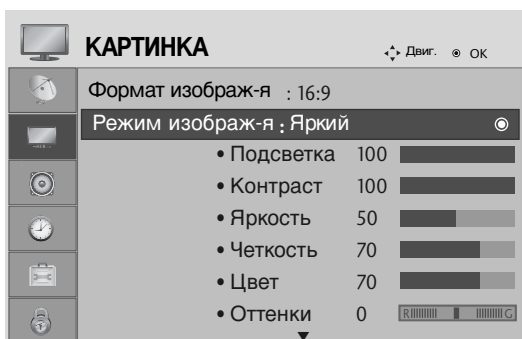 КАРТИНКА Двиг. OK
Формат изображ-я : 16:9
Режим изображ-я : Яркий
• Подсветка 100
• Контраст 100
• Яркость 50
• Четкость 70
• Цвет 70
• Оттенки 0 R G